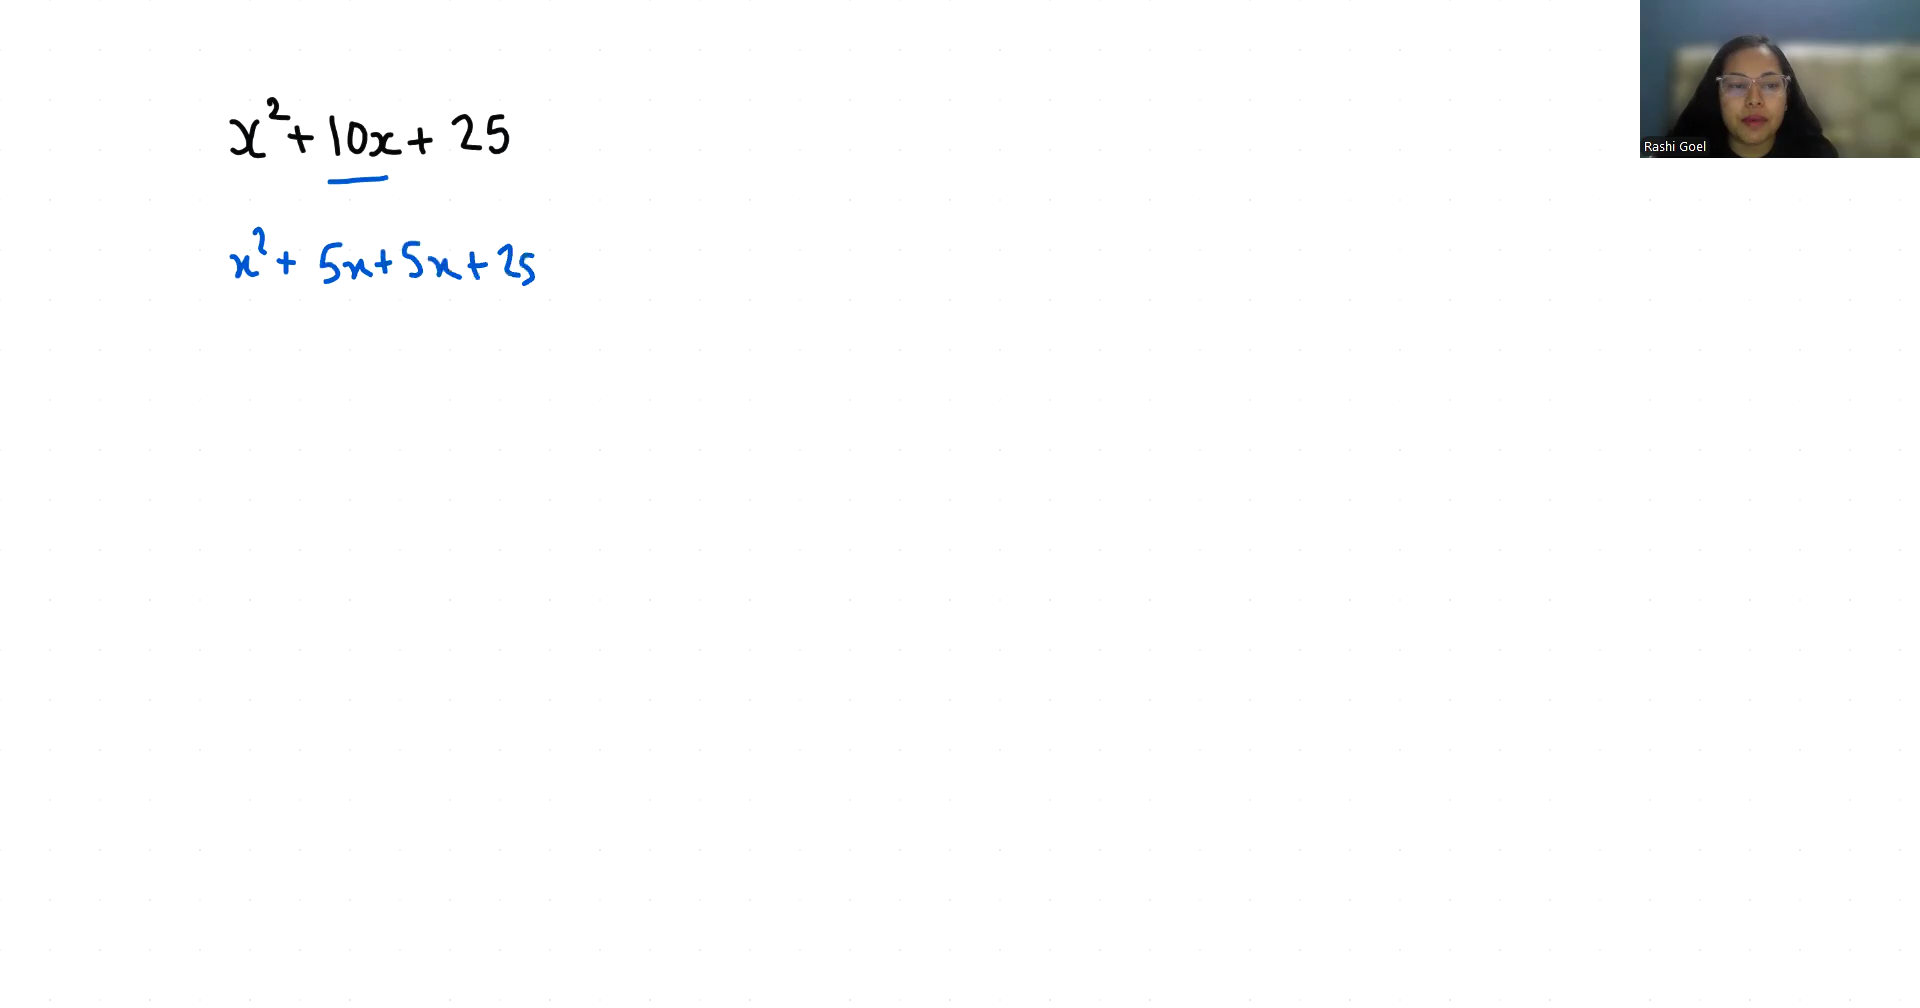 x² + 10x + 25
x² + 5x + 5x + 25
Rashi Goel